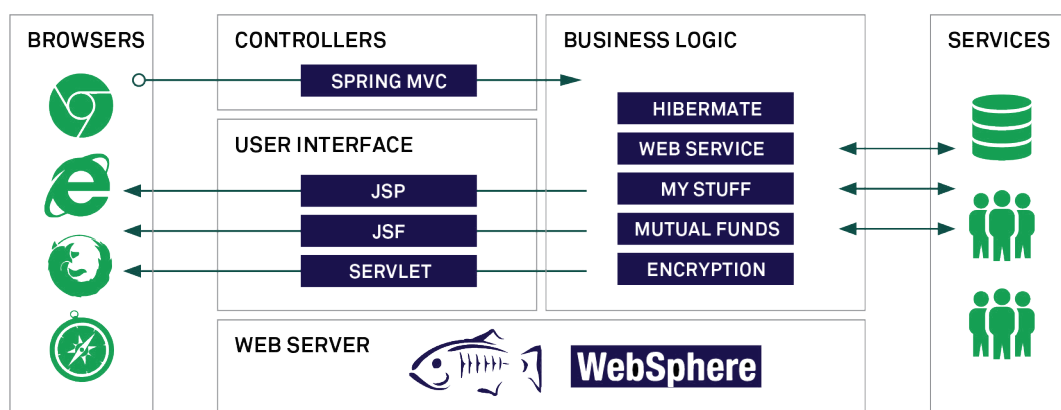 BROWSERS
CONTROLLERS
SPRING MVC
USER INTERFACE
JSP
JSF
SERVLET
BUSINESS LOGIC
HIBERMATE
WEB SERVICE
MY STUFF
MUTUAL FUNDS
ENCRYPTION
SERVICES
WEB SERVER
WebSphere